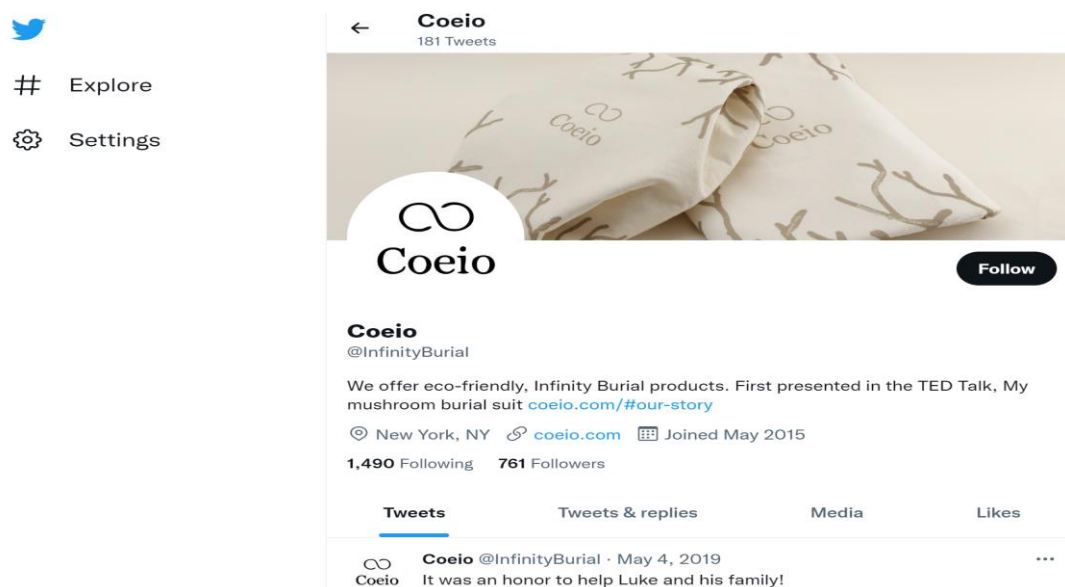 Coeio
181 Tweets
Explore
Settings
Coeio
Coeio
Coeio
Follow
Coeio
@InfinityBurial
We offer eco-friendly, Infinity Burial products. First presented in the TED Talk, My
mushroom burial suit coeio.com/#our-story
New York, NY coeio.com Joined May 2015
1,490 Following 761 Followers
Tweets Tweets & replies Media Likes
Coeio @InfinityBurial · May 4, 2019 ···
Coeio It was an honor to help Luke and his family!